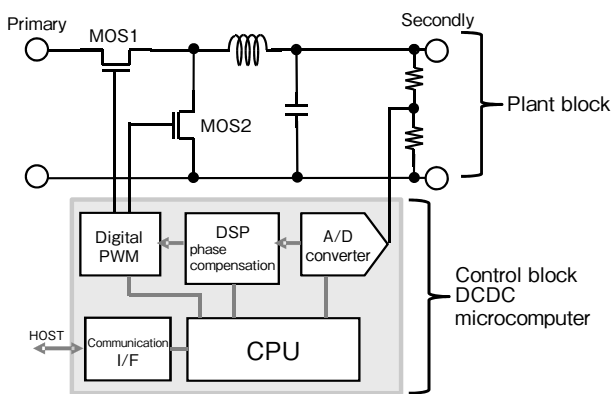 Primary
MOS1
Secondly
MOS2
Plant block
Digital
PWM
DSP
phase
compensation
A/D
converter
Control block
DCDC
microcomputer
HOST
Communication
I/F
CPU